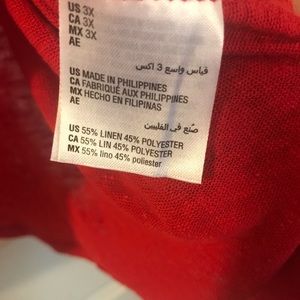 US 3X
CA 3X
MX 3X
AE
قياس واسع 3 اكس
US MADE IN PHILIPPINES
CA FABRIQUÉ AUX PHILIPPINES
MX HECHO EN FILIPINAS
AE
صنع في الفلبين
US 55% LINEN 45% POLYESTER
CA 55% LIN 45% POLYESTER
MX 55% lino 45% poliester